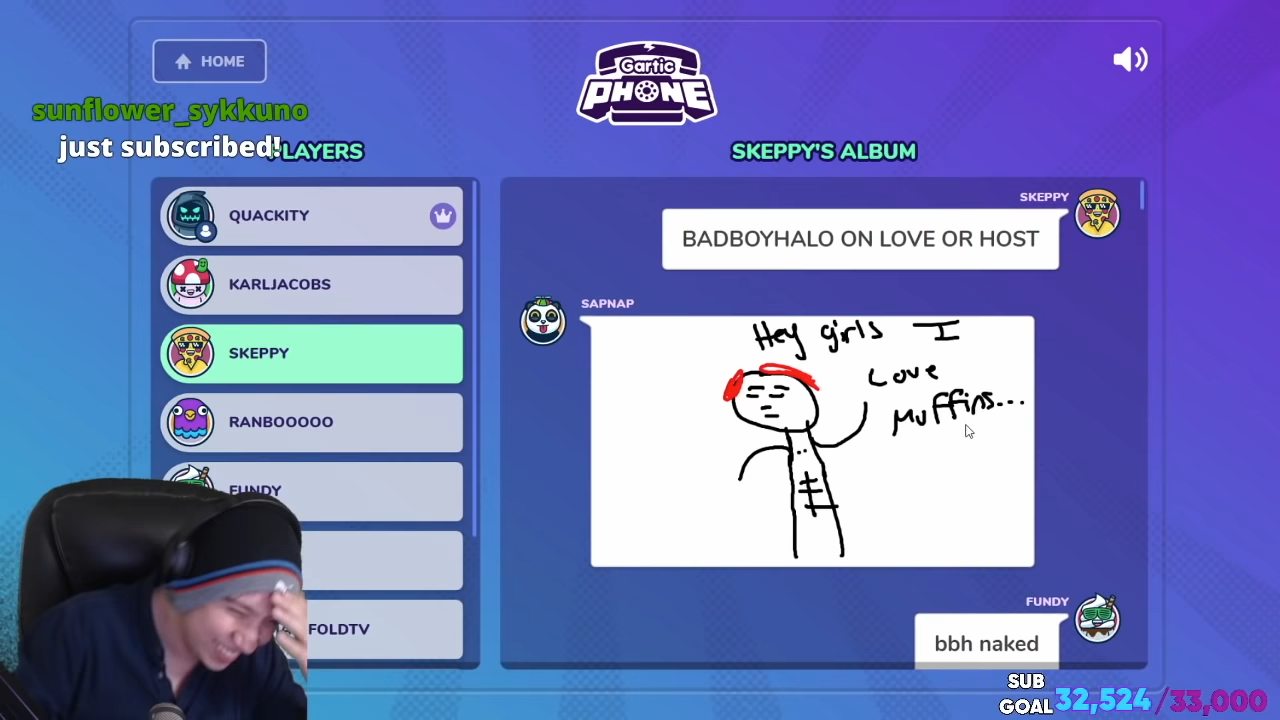 HOME
Gartic
PHONE
sunflower_sykkuno
just subscribed!
PLAYERS
QUACKITY
KARLJACOBS
SKEPPY
RANBOOOOO
FUNDY
FOLDTV
SKEPPY'S ALBUM
SKEPPY
BADBOYHALO ON LOVE OR HOST
SAPNAP
Hey girls I
Love
Muffins...
FUNDY
bbh naked
SUB
GOAL 32,524/33,000